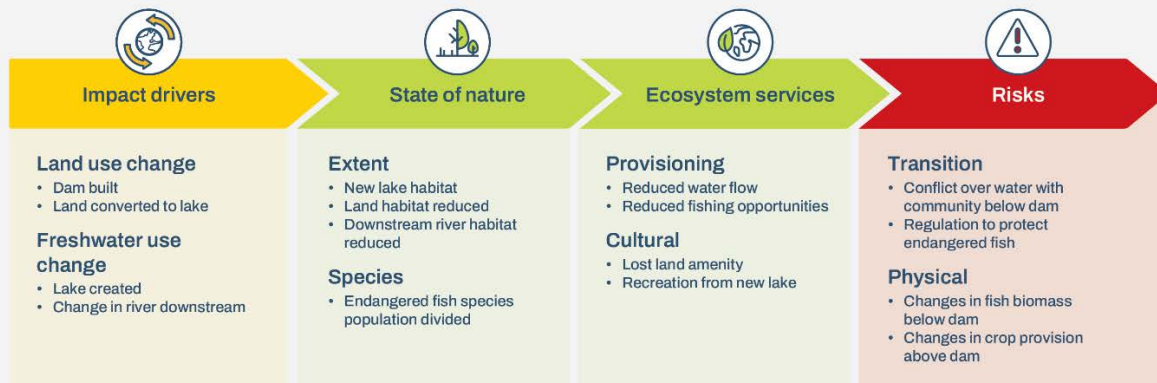 Impact drivers
State of nature
Ecosystem services
Risks
Land use change
• Dam built
• Land converted to lake
Freshwater use
change
• Lake created
• Change in river downstream
Extent
• New lake habitat
• Land habitat reduced
• Downstream river habitat
reduced
Species
• Endangered fish species
population divided
Provisioning
• Reduced water flow
• Reduced fishing opportunities
Cultural
• Lost land amenity
• Recreation from new lake
Transition
• Conflict over water with
community below dam
• Regulation to protect
endangered fish
Physical
• Changes in fish biomass
below dam
• Changes in crop provision
above dam